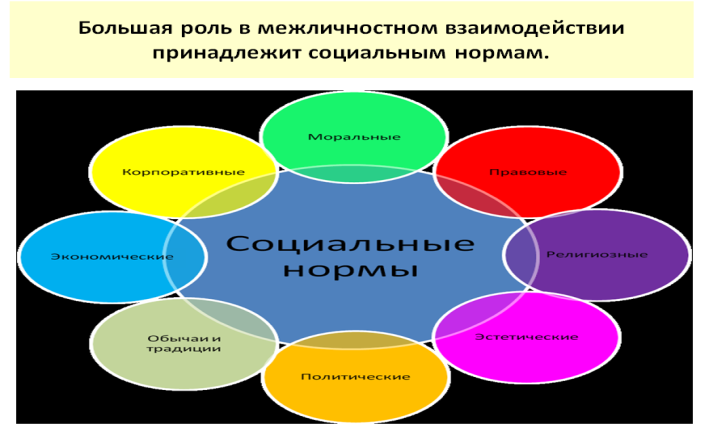 Большая роль в межличностном взаимодействии
принадлежит социальным нормам.
Моральные
Корпоративные
Правовые
Социальные
нормы
Экономические
Религиозные
Обычаи и
традиции
Эстетические
Политические